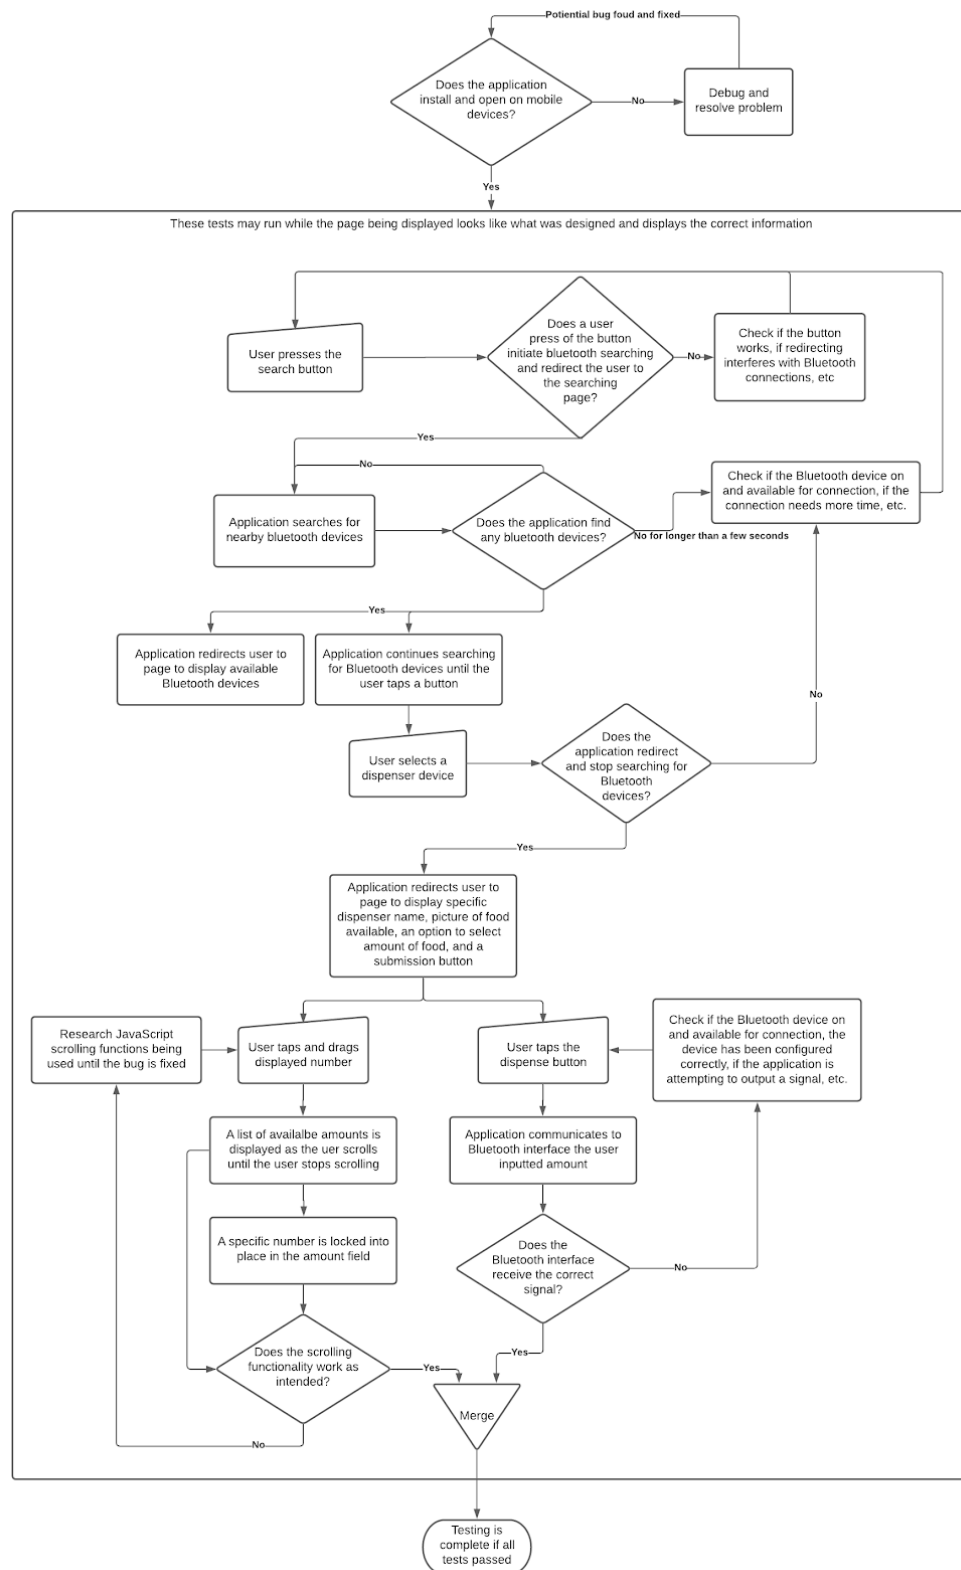 Potiential bug foud and fixed
Does the application
install and open on mobile
devices?
No
Debug and
resolve problem
Yes
These tests may run while the page being displayed looks like what was designed and displays the correct information
User presses the
search button
Does a user
press of the button
initiate bluetooth searching
and redirect the user to
the searching
page?
No
Check if the button
works, if redirecting
interferes with Bluetooth
connections, etc
Yes
No
Application searches for
nearby bluetooth devices
Does the application find
any bluetooth devices?
No for longer than a few seconds
Check if the Bluetooth device on
and available for connection, if the
connection needs more time, etc.
Yes
Application redirects user to
page to display available
Bluetooth devices
Application continues searching
for Bluetooth devices until the
user taps a button
No
User selects a
dispenser device
Does the
application redirect
and stop searching for
Bluetooth
devices?
Yes
Application redirects user to
page to display specific
dispenser name, picture of food
available, an option to select
amount of food, and a
submission button
Research JavaScript
scrolling functions being
used until the bug is fixed
User taps and drags
displayed number
User taps the
dispense button
Check if the Bluetooth device on
and available for connection, the
device has been configured
correctly, if the application is
attempting to output a signal, etc.
A list of availalbe amounts is
displayed as the uer scrolls
until the user stops scrolling
Application communicates to
Bluetooth interface the user
inputted amount
A specific number is locked into
place in the amount field
Does the
Bluetooth interface
receive the correct
signal?
No
Does the scrolling
functionality work as
intended?
Yes
Yes
Merge
No
Testing is
complete if all
tests passed